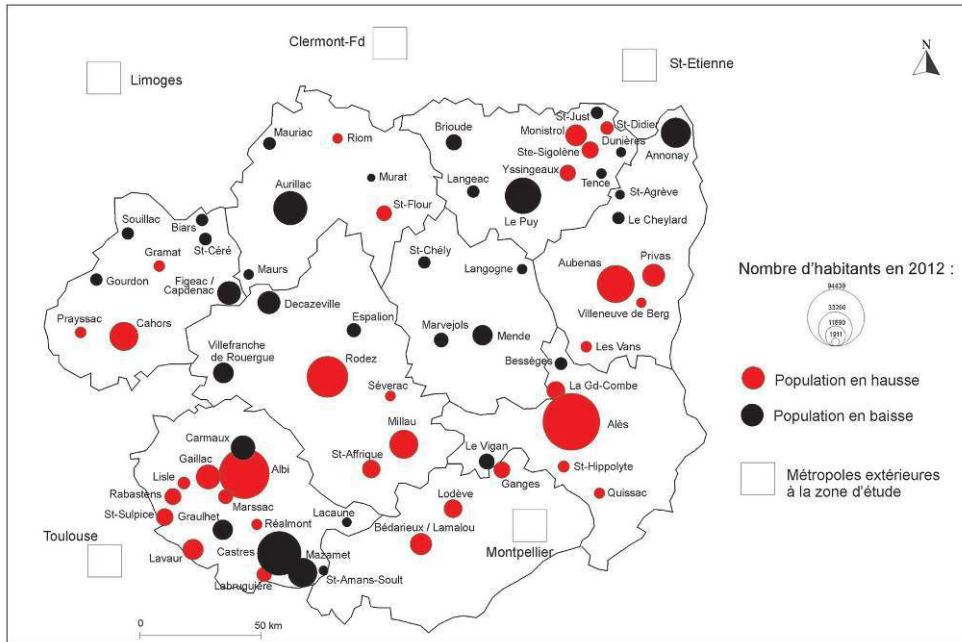 Clermont-Fd
Limoges
St-Etienne
N
Mauriac
Riom
Brioude
St-Just
Monistrol
St-Didier
Dunières
Ste-Sigolène
Annonay
Yssingeaux
Murat
Langeac
Tence
Aurillac
St-Agrève
Souillac
Biars
St-Flour
Le Puy
Le Cheylard
Gramat
St-Céré
St-Chély
Langogne
Aubenas
Privas
Gourdon
Figeac /
Capdenac
Maurs
Decazeville
Villeneuve de Berg
Prayssac
Cahors
Espalion
Marvejols
Mende
Les Vans
Villefranche
de Rouergue
Rodez
Bessèges
Séverac
La Gd-Combe
Alès
Carmaux
Millau
Gaillac
Albi
St-Affrique
Le Vigan
St-Hippolyte
Lisle
Rabastens
Marssac
Ganges
Quissac
St-Sulpice
Graulhet
Réalmont
Lacaune
Lodève
Toulouse
Bédarieux / Lamalou
Montpellier
Lavaur
Castres
Mazamet
Labruguière
St-Amans-Soult
0
50 km
Nombre d'habitants en 2012 :
94439
33366
11890
1911
Population en hausse
Population en baisse
Métropoles extérieures
à la zone d'étude